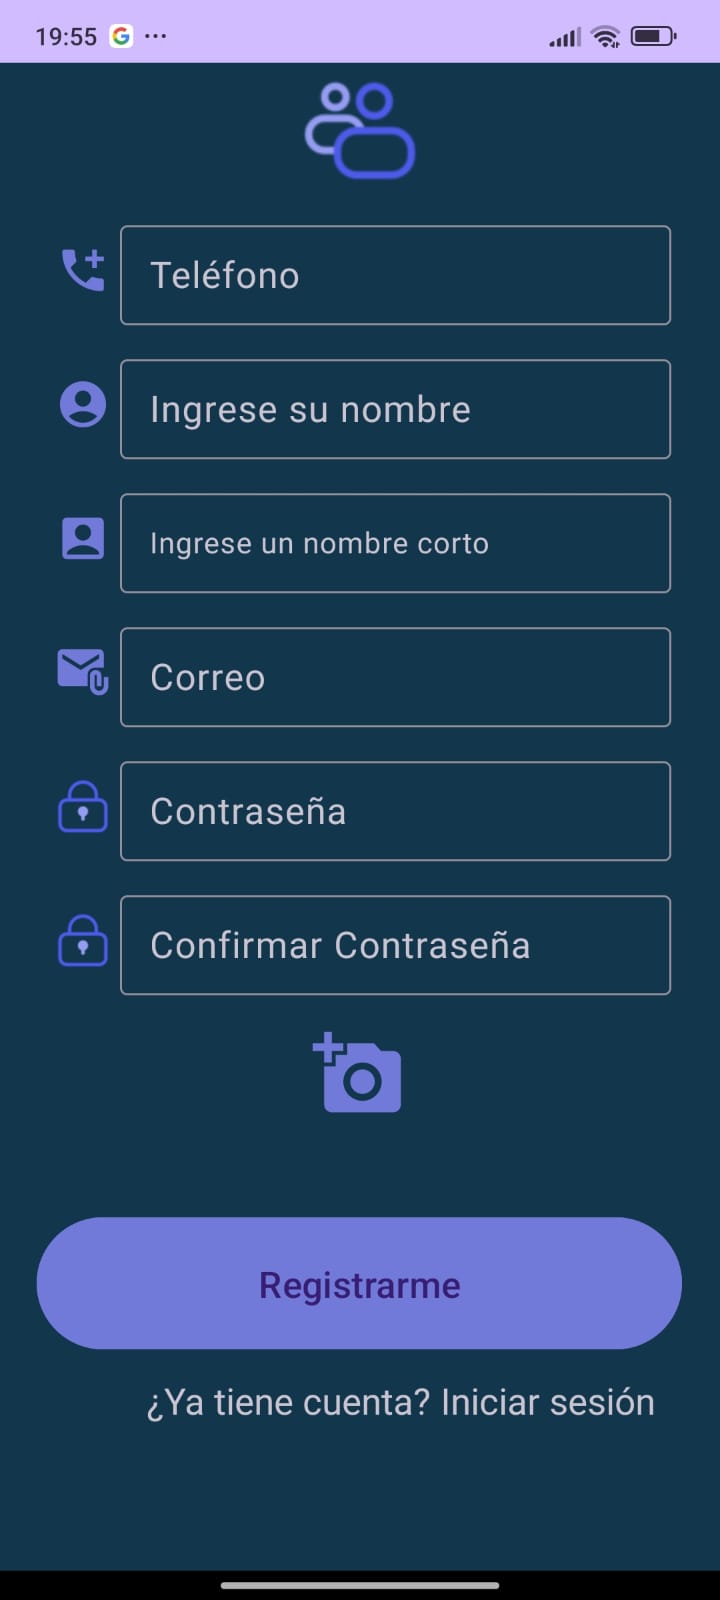 19:55
Teléfono
Ingrese su nombre
Ingrese un nombre corto
Correo
Contraseña
Confirmar Contraseña
Registrarme
¿Ya tiene cuenta? Iniciar sesión